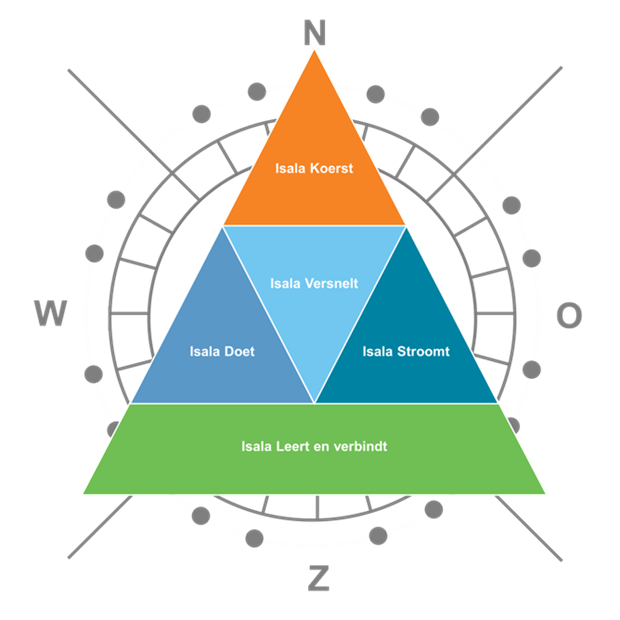 N
Isala Koerst
Isala Versnelt
W
O
Isala Doet
Isala Stroomt
Isala Leert en verbindt
Z